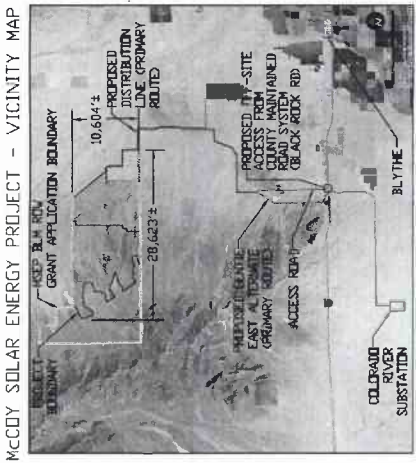 McCOY SOLAR ENERGY PROJECT - VICINITY MAP
PROJECT
BOUNDARY
MSEP BLM ROW
GRANT APPLICATION BOUNDARY
10,604'±
PROPOSED
DISTRIBUTION
LINE (PRIMARY
ROUTE)
28,623'±
PROPOSED
EAST ALTERNATE
(PRIMARY ROUTE)
ACCESS ROAD
PROPOSED SITE
ACCESS FROM
COUNTY MAINTAINED
ROAD SYSTEM
(BLACK ROCK RD)
COLORADO
RIVER
SUBSTATION
BLYTHE